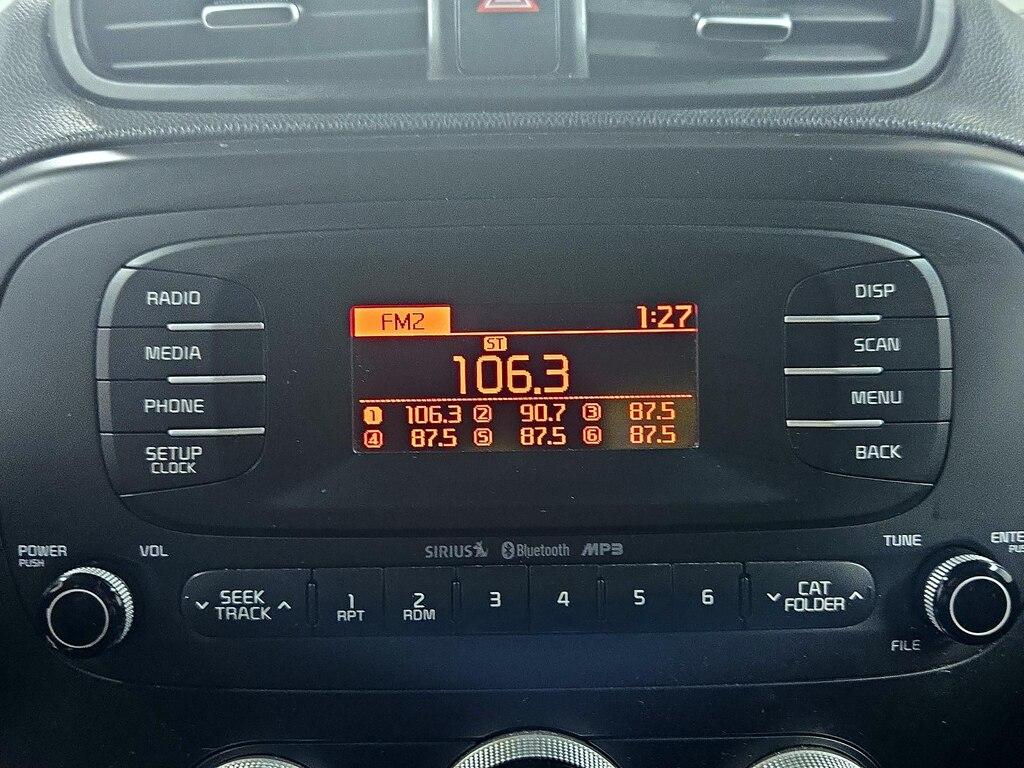 RADIO
MEDIA
PHONE
SETUP
CLOCK
FM2 1:27
ST
106.3
1 106.3 2 90.7 3 87.5
4 87.5 5 87.5 6 87.5
DISP
SCAN
MENU
BACK
POWER
PUSH
VOL
SIRIUS Bluetooth MP3
TUNE
SEEK
TRACK
1
RPT
2
RDM
3
4
5
6
CAT
FOLDER
FILE